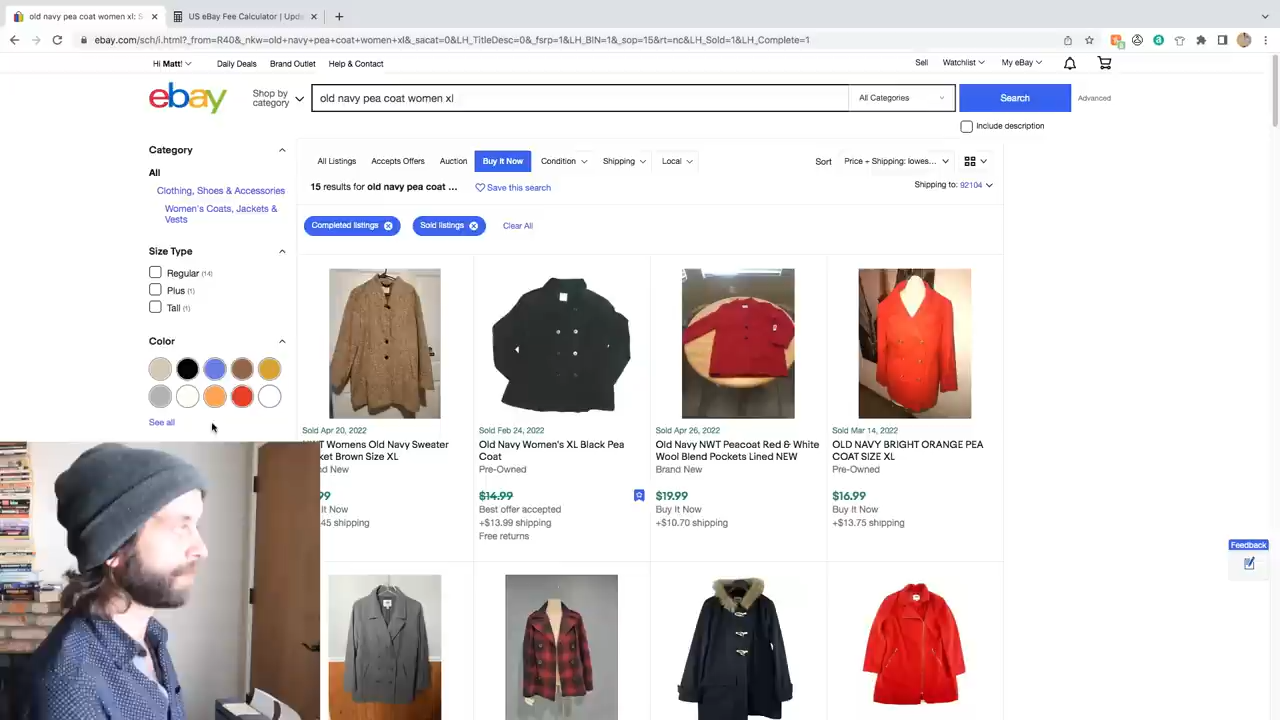 old navy pea coat women xl: S
US eBay Fee Calculator | Upd
ebay.com/sch/i.html?_from=R40&_nkw=old+navy+pea+coat+women+xl&_sacat=0&LH_TitleDesc=0&_fsrp=1&LH_BIN=1&_sop=15&rt=nc&LH_Sold=1&LH_Complete=1
Hi Matt!
Daily Deals
Brand Outlet
Help & Contact
Sell
Watchlist
My eBay
ebay
Shop by
category
old navy pea coat women xl
All Categories
Search
Advanced
Include description
Category
All
Clothing, Shoes & Accessories
Women's Coats, Jackets &
Vests
Size Type
Regular (14)
Plus (1)
Tall (1)
Color
See all
All Listings
Accepts Offers
Auction
Buy It Now
Condition
Shipping
Local
Sort
Price + Shipping: lowes...
15 results for old navy pea coat ...
Save this search
Shipping to: 92104
Completed listings
Sold listings
Clear All
Sold Apr 20, 2022
NWT Womens Old Navy Sweater
ket Brown Size XL
nd New
99
It Now
45 shipping
Sold Feb 24, 2022
Old Navy Women's XL Black Pea
Coat
Pre-Owned
$14.99
Best offer accepted
+$13.99 shipping
Free returns
Sold Apr 26, 2022
Old Navy NWT Peacoat Red & White
Wool Blend Pockets Lined NEW
Brand New
$19.99
Buy It Now
+$10.70 shipping
Sold Mar 14, 2022
OLD NAVY BRIGHT ORANGE PEA
COAT SIZE XL
Pre-Owned
$16.99
Buy It Now
+$13.75 shipping
Feedback